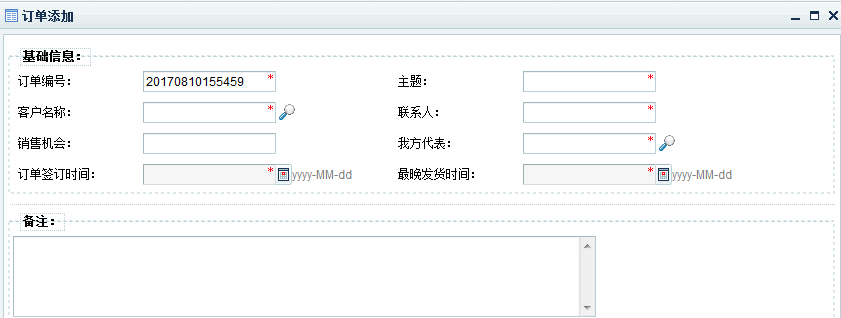 订单添加
基础信息：
订单编号： 20170810155459 * 主题： *
客户名称： * 联系人： *
销售机会： 我方代表： *
订单签订时间： * yyyy-MM-dd 最晚发货时间： * yyyy-MM-dd
备注：